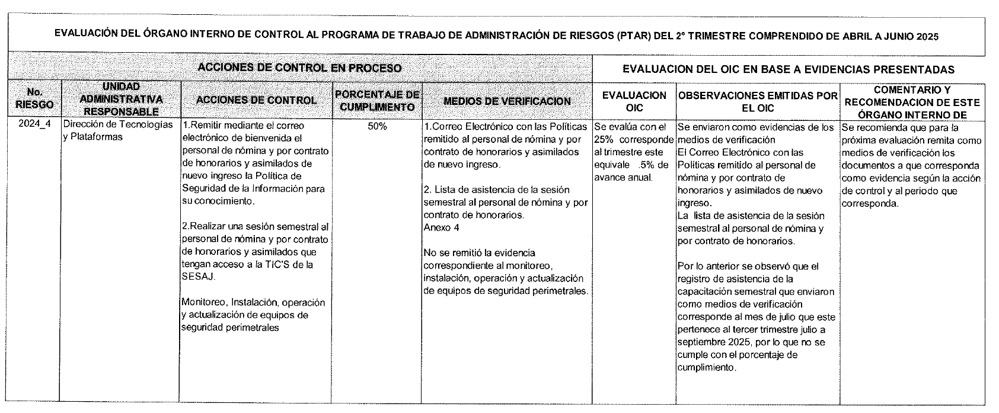 EVALUACIÓN DEL ÓRGANO INTERNO DE CONTROL AL PROGRAMA DE TRABAJO DE ADMINISTRACIÓN DE RIESGOS (PTAR) DEL 2° TRIMESTRE COMPRENDIDO DE ABRIL A JUNIO 2025
ACCIONES DE CONTROL EN PROCESO
EVALUACION DEL OIC EN BASE A EVIDENCIAS PRESENTADAS
No.
RIESGO
UNIDAD
ADMINISTRATIVA
RESPONSABLE
ACCIONES DE CONTROL
PORCENTAJE DE
CUMPLIMIENTO
MEDIOS DE VERIFICACION
EVALUACION
OIC
OBSERVACIONES EMITIDAS POR
EL OIC
COMENTARIO Y
RECOMENDACION DE ESTE
ÓRGANO INTERNO DE
2024_4
Dirección de Tecnologías
y Plataformas
1.Remitir mediante el correo
electrónico de bienvenida el
personal de nómina y por contrato
de honorarios y asimilados de
nuevo ingreso la Política de
Seguridad de la Información para
su conocimiento.
2.Realizar una sesión semestral al
personal de nómina y por contrato
de honorarios y asimilados que
tengan acceso a la TIC'S de la
SESAJ.
Monitoreo, Instalación, operación
y actualización de equipos de
seguridad perimetrales
50%
1.Correo Electrónico con las Políticas
remitido al personal de nómina y por
contrato de honorarios y asimilados
de nuevo ingreso.
2. Lista de asistencia de la sesión
semestral al personal de nómina y por
contrato de honorarios.
Anexo 4
No se remitió la evidencia
correspondiente al monitoreo,
instalación, operación y actualización
de equipos de seguridad perimetrales.
Se evalúa con el
25% corresponde
al trimestre este
equivale .5% de
avance anual.
Se enviaron como evidencias de los
medios de verificación
El Correo Electrónico con las
Políticas remitido al personal de
nómina y por contrato de
honorarios y asimilados de nuevo
ingreso.
La lista de asistencia de la sesión
semestral al personal de nómina y
por contrato de honorarios.
Por lo anterior se observó que el
registro de asistencia de la
capacitación semestral que enviaron
como medios de verificación
corresponde al mes de julio que este
pertenece al tercer trimestre julio a
septiembre 2025, por lo que no se
cumple con el porcentaje de
cumplimiento.
Se recomienda que para la
próxima evaluación remita como
medios de verificación los
documentos a que corresponda
como evidencia según la acción
de control y al periodo que
corresponda.